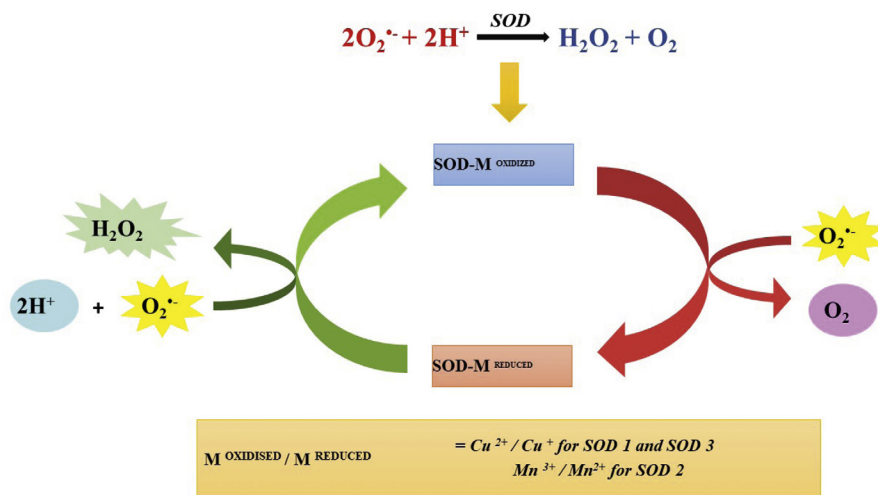 SOD
2O₂•⁻ + 2H⁺ → H₂O₂ + O₂
SOD-M OXIDIZED
H₂O₂
O₂•⁻
2H⁺ + O₂•⁻
O₂
SOD-M REDUCED
M OXIDISED / M REDUCED = Cu ²⁺ / Cu ⁺ for SOD 1 and SOD 3
Mn ³⁺ / Mn²⁺ for SOD 2